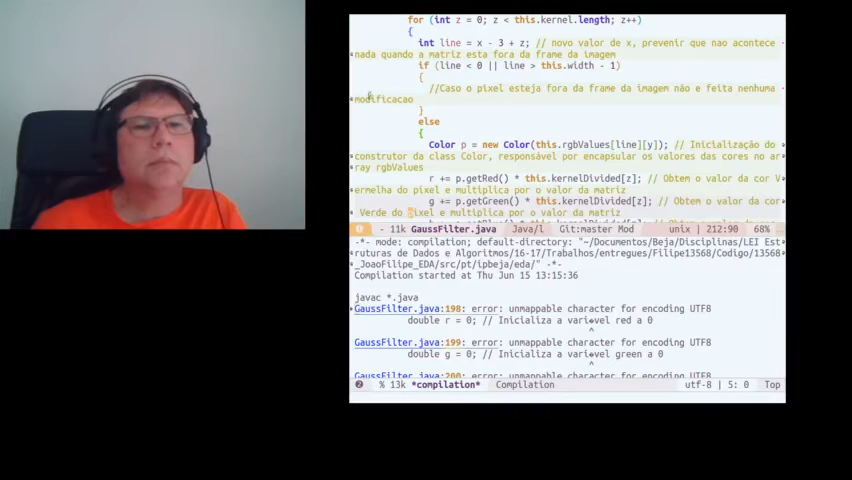 for (int z = 0; z < this.kernel.length; z++)
{
int line = x - 3 + z; // novo valor de x, prevenir que nao acontece
nada quando a matriz esta fora da frame da imagem
if (line < 0 || line > this.width - 1)
{
//Caso o pixel esteja fora da frame da imagem não e feita nenhuma
modificacao
}
else
{
Color p = new Color(this.rgbValues[line][y]); // Inicialização do
construtor da class Color, responsável por encapsular os valores das cores no ar
ray rgbValues
r += p.getRed() * this.kernelDivided[z]; // Obtem o valor da cor V
ermelha do pixel e multiplica por o valor da matriz
g += p.getGreen() * this.kernelDivided[z]; // Obtem o valor da cor
Verde do pixel e multiplica por o valor da matriz
- 11k GaussFilter.java Java/l Git:master Mod unix | 212:90 68%
-*- mode: compilation; default-directory: "~/Documentos/Beja/Disciplinas/LEI Est
ruturas de Dados e Algoritmos/16-17/Trabalhos/entregues/Filipe13568/Codigo/13568
_JoaoFilipe_EDA/src/pt/ipbeja/eda/" -*-
Compilation started at Thu Jun 15 13:15:36
javac *.java
GaussFilter.java:198: error: unmappable character for encoding UTF8
double r = 0; // Inicializa a vari�vel red a 0
^
GaussFilter.java:199: error: unmappable character for encoding UTF8
double g = 0; // Inicializa a vari�vel green a 0
^
GaussFilter.java:200: error: unmappable character for encoding UTF8
2 % 13k *compilation* Compilation utf-8 | 5: 0 Top